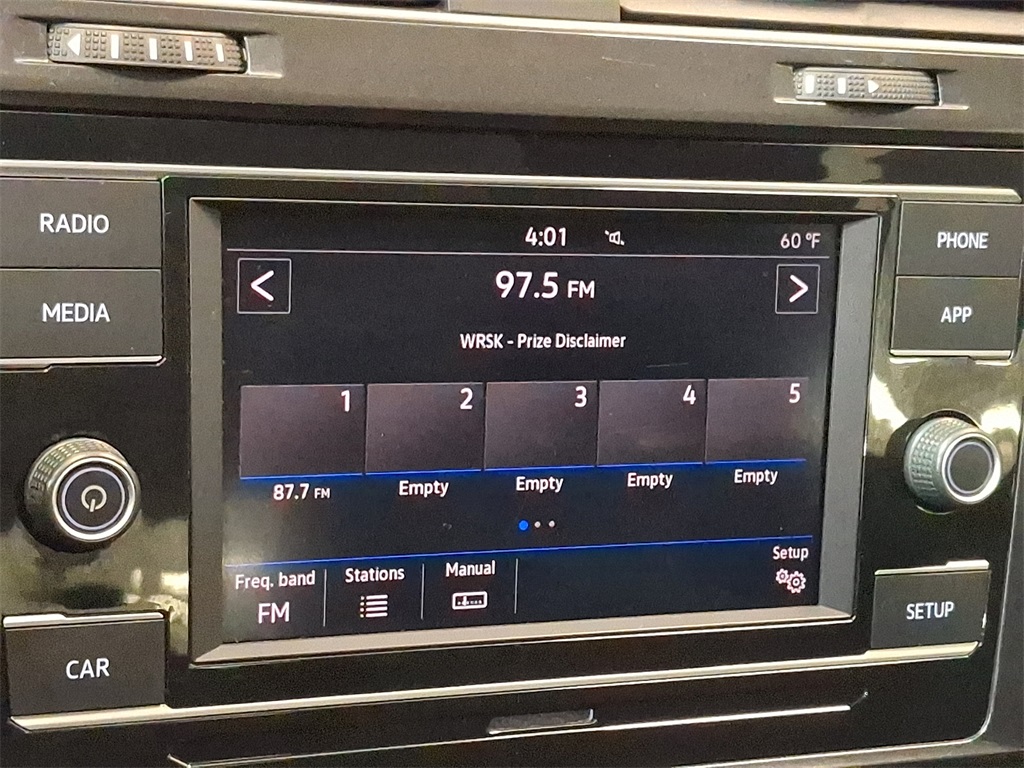 RADIO
MEDIA
CAR
4:01
60 °F
97.5 FM
WRSK - Prize Disclaimer
1
2
3
4
5
87.7 FM
Empty
Empty
Empty
Empty
Freq. band
FM
Stations
Manual
Setup
PHONE
APP
SETUP